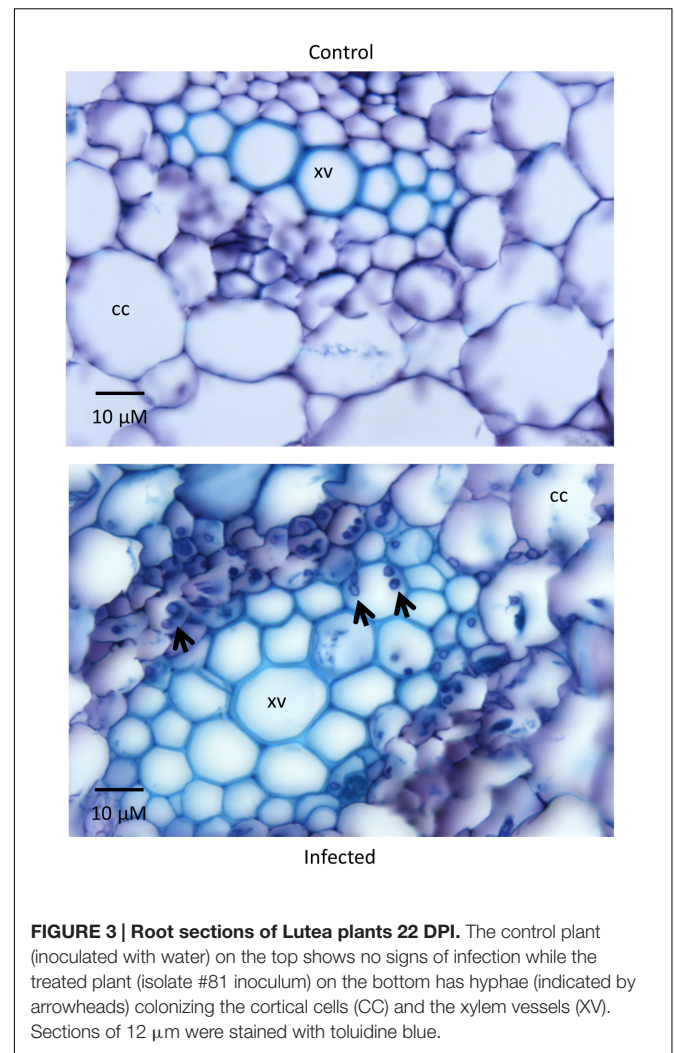 Control
xv
cc
10 µM
cc
xv
10 µM
Infected
FIGURE 3 | Root sections of Lutea plants 22 DPI. The control plant
(inoculated with water) on the top shows no signs of infection while the
treated plant (isolate #81 inoculum) on the bottom has hyphae (indicated by
arrowheads) colonizing the cortical cells (CC) and the xylem vessels (XV).
Sections of 12 µm were stained with toluidine blue.